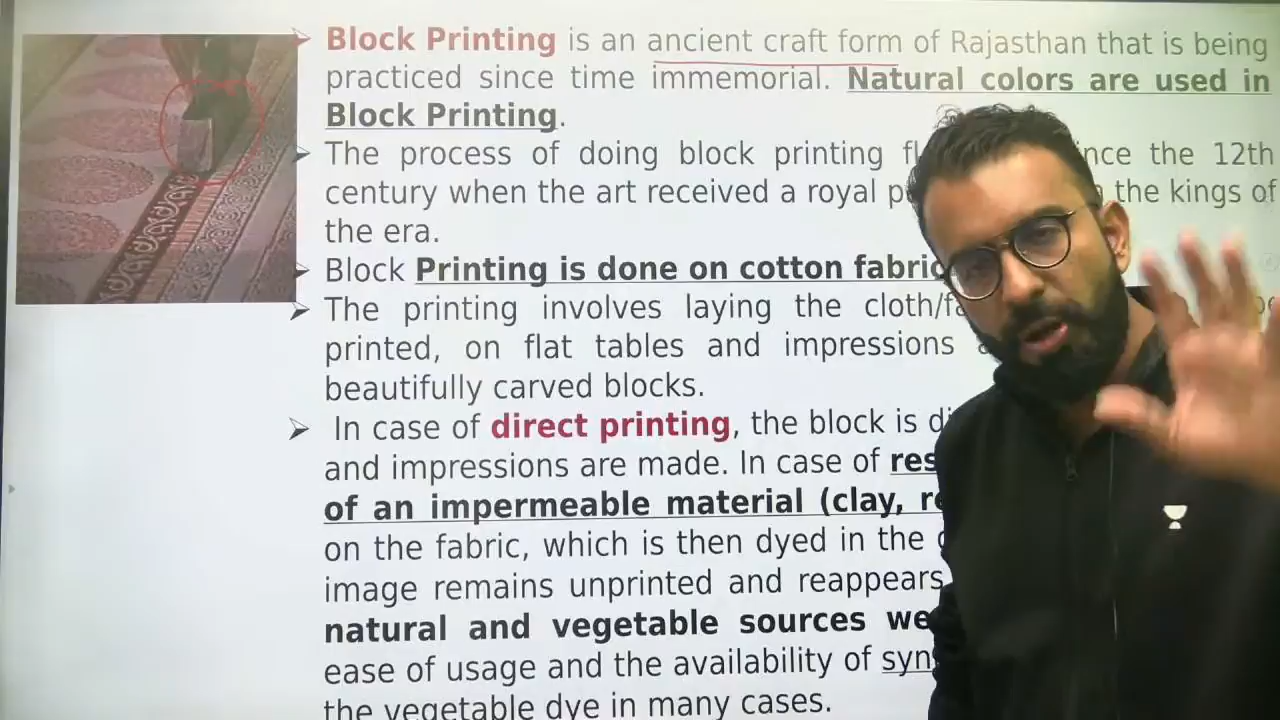 Block Printing is an ancient craft form of Rajasthan that is being
practiced since time immemorial. Natural colors are used in
Block Printing.
The process of doing block printing the 12th
century when the art received a royal the kings of
the era.
Block Printing is done on cotton fabric
The printing involves laying the
printed, on flat tables and impressions
beautifully carved blocks.
In case of direct printing, the block is
and impressions are made. In case of
of an impermeable material (clay,
on the fabric, which is then dyed in the
image remains unprinted and reappears
natural and vegetable sources
ease of usage and the availability of
the vegetable dye in many cases.